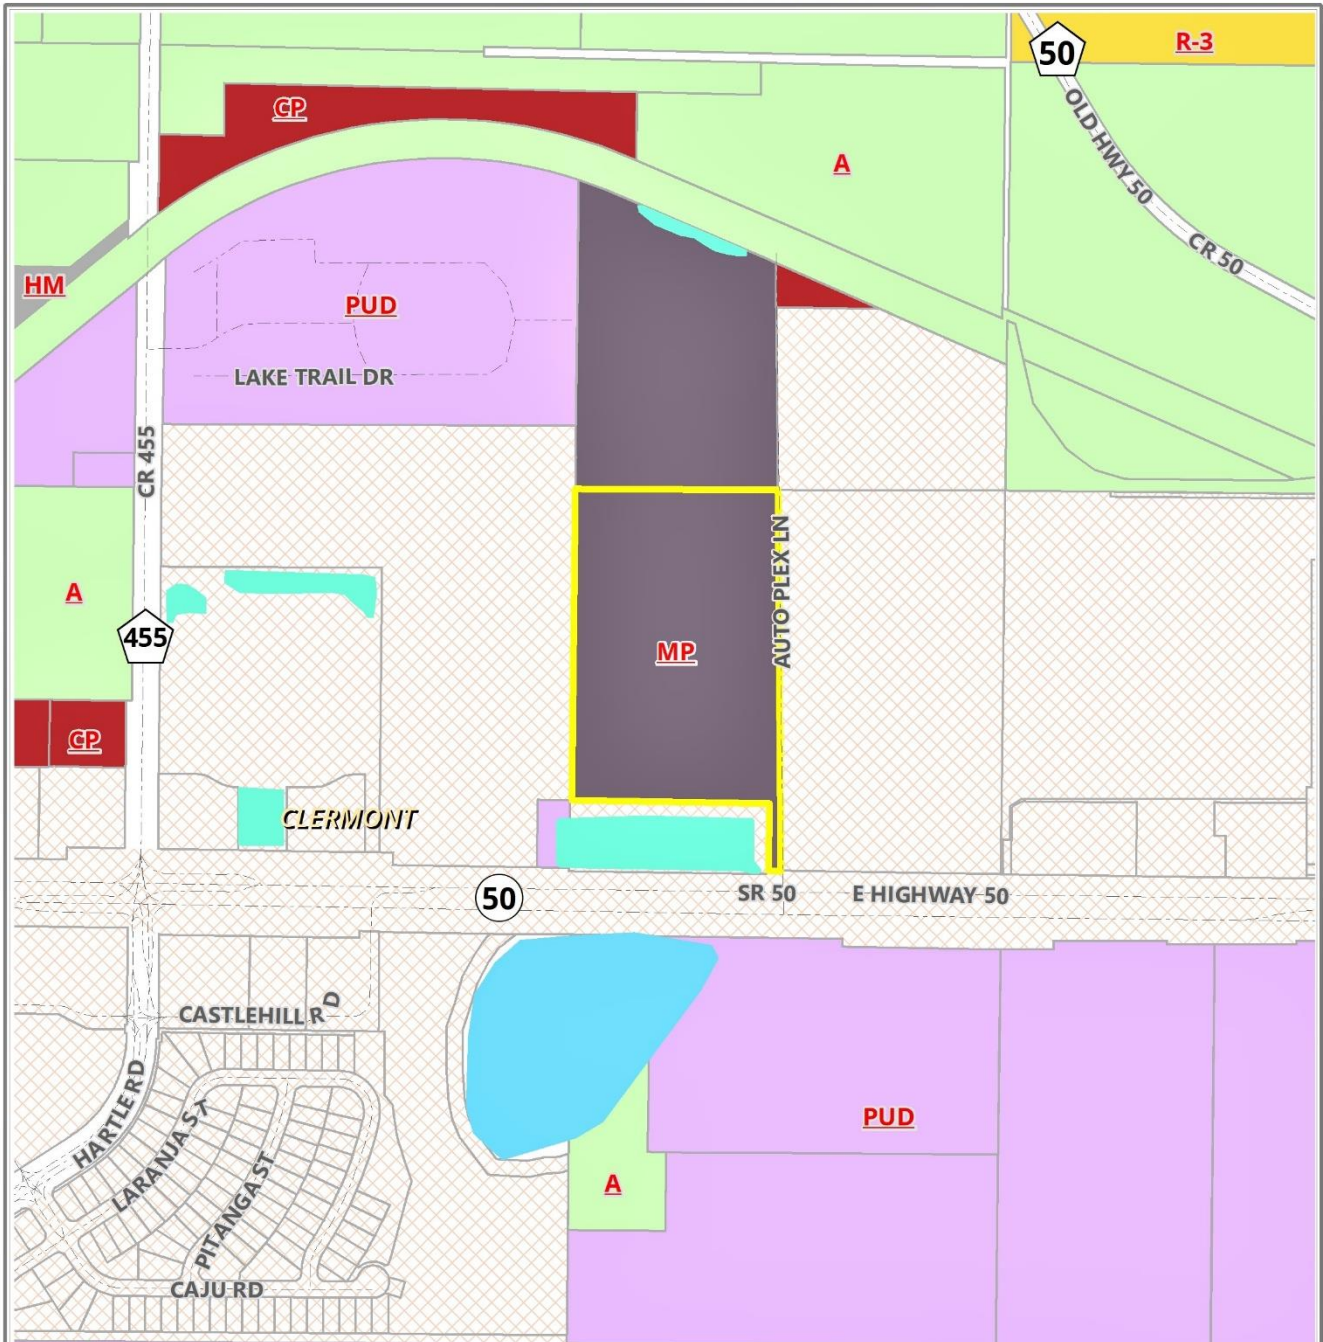 50
R-3
CP
OLD HWY 50
A
CR 50
HM
PUD
LAKE TRAIL DR
CR 455
AUTO PLEX LN
A
455
MP
CP
CLERMONT
50
SR 50
E HIGHWAY 50
CASTLEHILL RD
HARTLE RD
LARANJA ST
PITANGA ST
PUD
A
CAJU RD